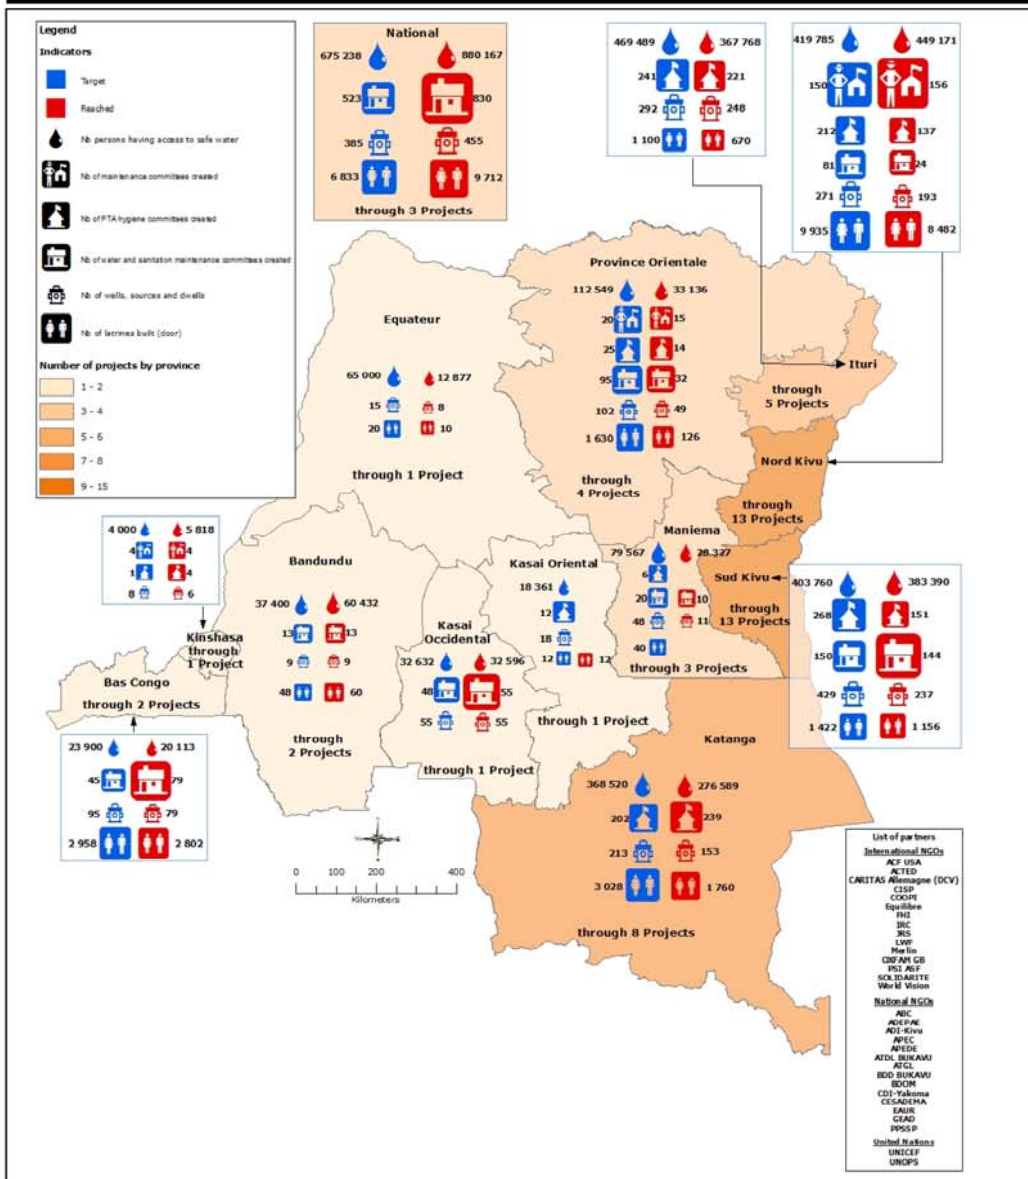 Legend
Indicators
Target
Reached
Nb persons having access to safe water
Nb of maintenance committees created
Nb of PTA hygiene committees created
Nb of water and sanitation maintenance committees created
Nb of wells, sources and dwells
Nb of latrines built (door)
Number of projects by province
1 - 2
3 - 4
5 - 6
7 - 8
9 - 15
National
675 238 880 167
523 830
385 455
6 833 9 712
through 3 Projects
469 489 367 768
241 221
292 248
1 100 670
419 785 449 171
150 156
212 137
81 24
271 193
9 935 8 482
Province Orientale
112 549 33 136
20 15
25 14
95 32
102 49
1 630 126
through
4 Projects
Ituri
through
5 Projects
Equateur
65 000 12 877
15 8
20 10
through 1 Project
Nord Kivu
through
13 Projects
Maniema
79 567 28.327
6
20 10
48 11
40
through 3 Projects
Sud Kivu
through
13 Projects
403 760 383 390
268 151
150 144
429 237
1 422 1 156
4 000 5 818
4 4
1 4
8 6
Kinshasa
through
1 Project
Bandundu
37 400 60 432
13 13
9 9
48 60
through
2 Projects
Kasai
Occidental
32 632 32 596
48 55
55 55
through 1 Project
Kasai Oriental
18 361
12
18
12 12
through 1 Project
Bas Congo
through 2 Projects
23 900 20 113
45 79
95 79
2 958 2 802
Katanga
368 520 276 589
202 239
213 153
3 028 1 760
through 8 Projects
0 100 200 400
Kilometers
List of partners
International NGOs
ACF USA
ACTED
CARITAS Allemagne (DCV)
CISP
COOPI
Equilibre
FHI
IRC
JRS
LWF
Merlin
OXFAM GB
PSI ASF
SOLIDARITE
World Vision
National NGOs
ABC
ADEPAE
ADI-Kivu
APEC
APEDE
ATDL BUKAVU
ATGL
BDD BUKAVU
BDOM
CDI-Yakoma
CESADEMA
EAUR
GEAD
PPSSP
United Nations
UNICEF
UNOPS